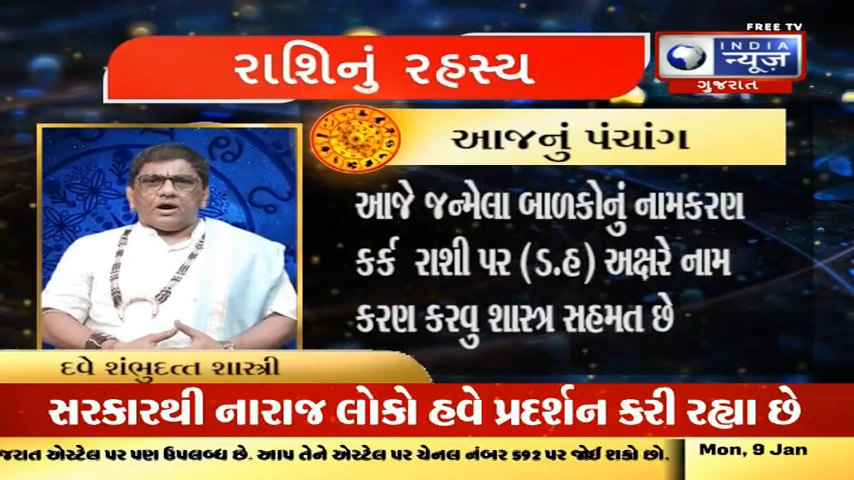 FREE TV
રાશિનું રહસ્ય
INDIA
ન્યૂઝ
ગુજરાત
આજનું પંચાંગ
આજે જન્મેલા બાળકોનું નામકરણ
કર્ક રાશી પર (ડ.હ) અક્ષરે નામ
કરણ કરવુ શાસ્ત્ર સહમત છે
દવે શંભુદત્ત શાસ્ત્રી
સરકારથી નારાજ લોકો હવે પ્રદર્શન કરી રહ્યા છે
જરાત એરટેલ પર પણ ઉપલબ્ધ છે. આપ તેને એરટેલ પર ચેનલ નંબર 592 પર જોઈ શકો છો.
Mon, 9 Jan